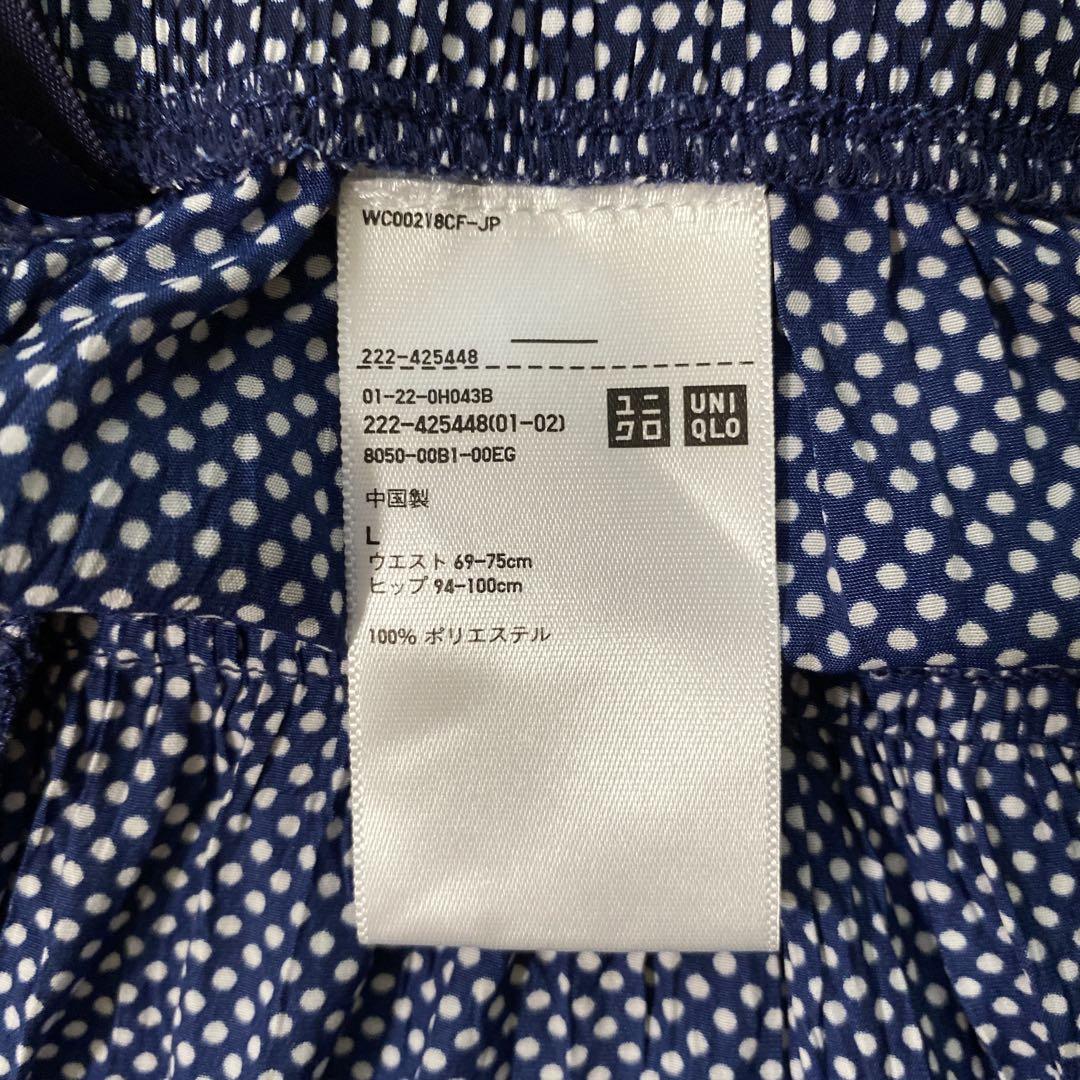 WC002Y8CF-JP
222-425448
01-22-0H043B
222-425448(01-02)
8050-00B1-00EG
ユニ
クロ
UNI
QLO
中国製
L
ウエスト 69-75cm
ヒップ 94-100cm
100% ポリエステル